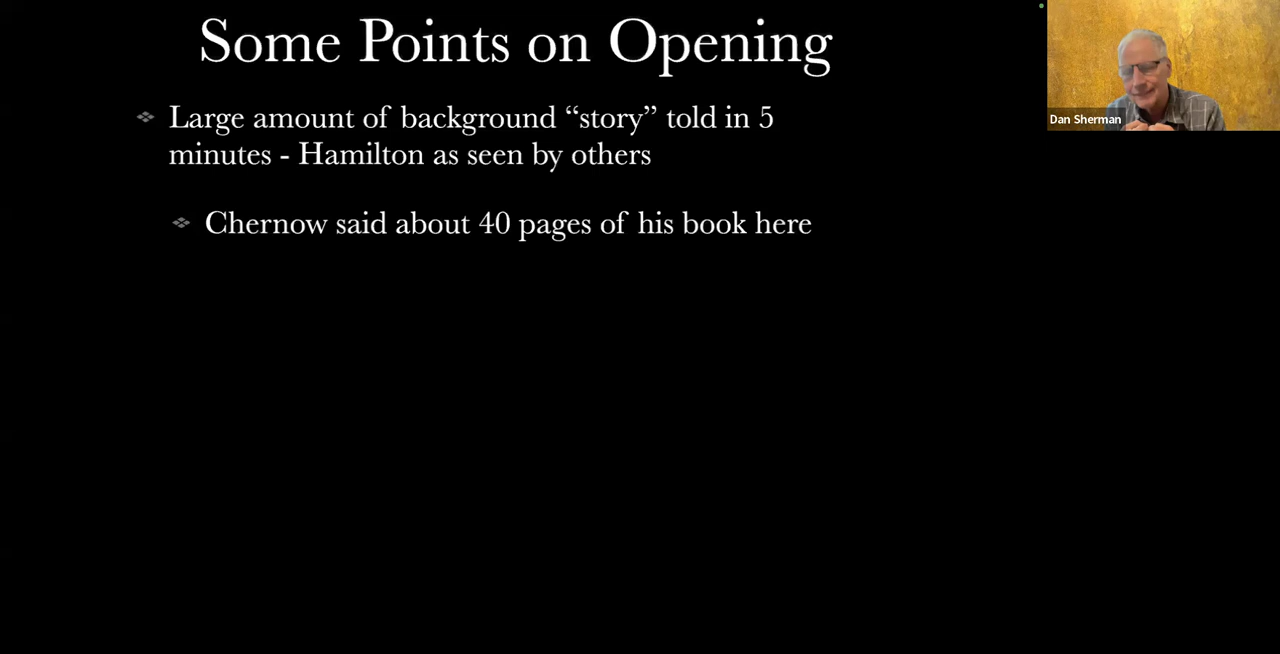 Some Points on Opening
Large amount of background “story” told in 5
minutes - Hamilton as seen by others
Chernow said about 40 pages of his book here
Dan Sherman